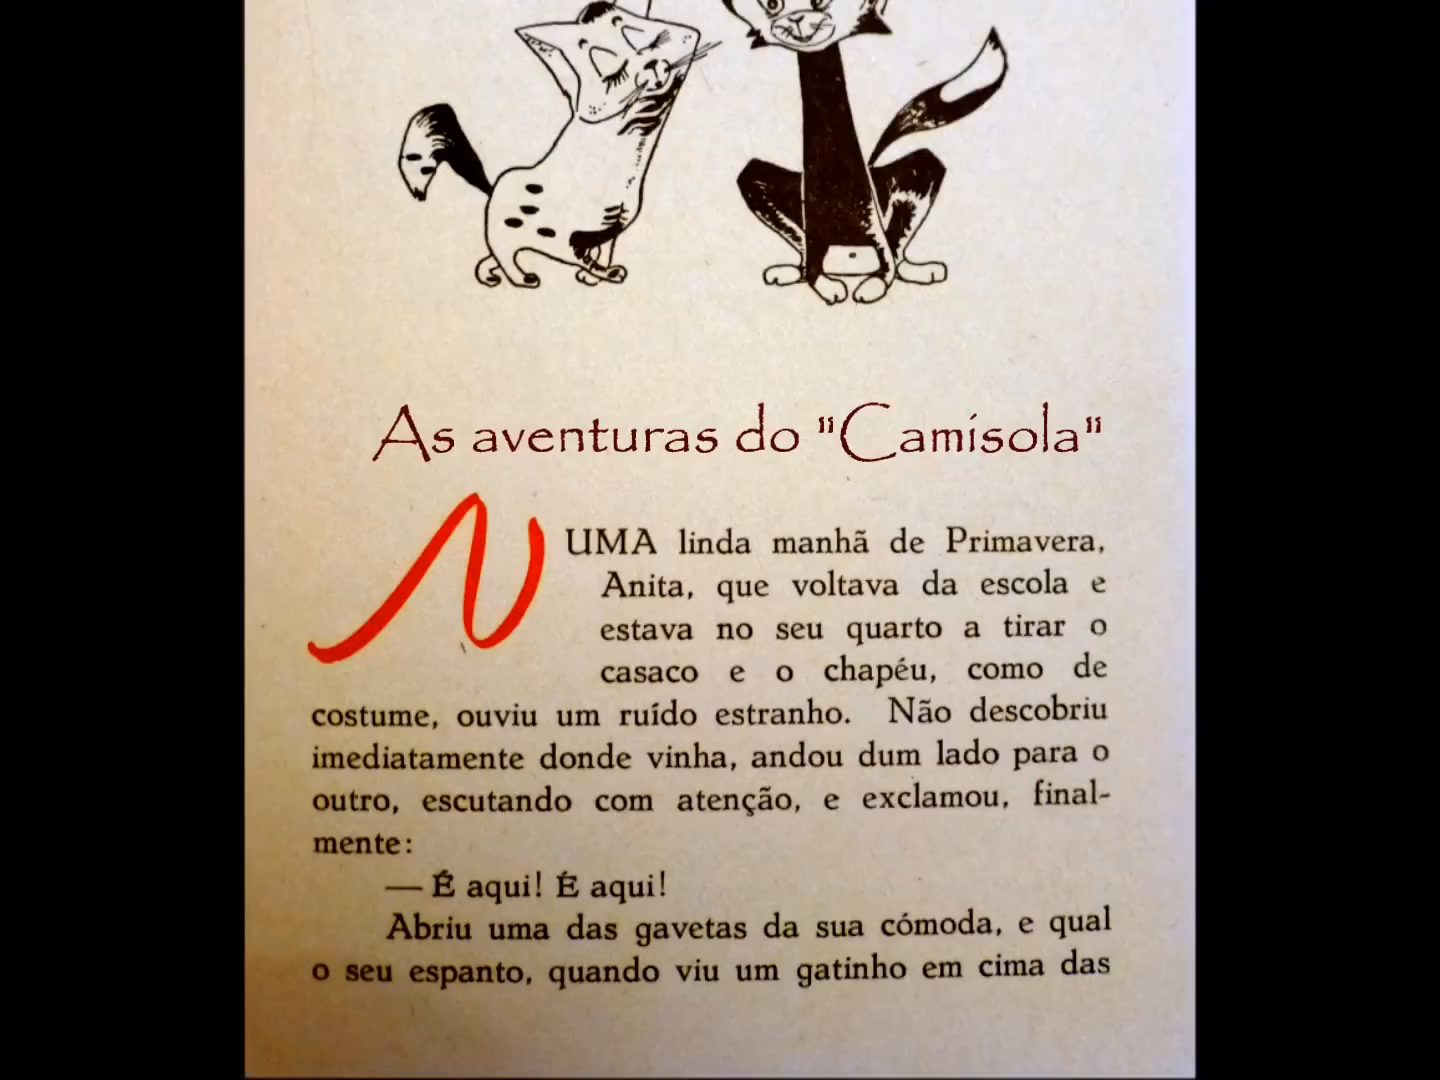 As aventuras do "Camisola"
NUMA linda manhã de Primavera,
Anita, que voltava da escola e
estava no seu quarto a tirar o
casaco e o chapéu, como de
costume, ouviu um ruído estranho. Não descobriu
imediatamente donde vinha, andou dum lado para o
outro, escutando com atenção, e exclamou, final-
mente:
— É aqui! É aqui!
Abriu uma das gavetas da sua cómoda, e qual
o seu espanto, quando viu um gatinho em cima das